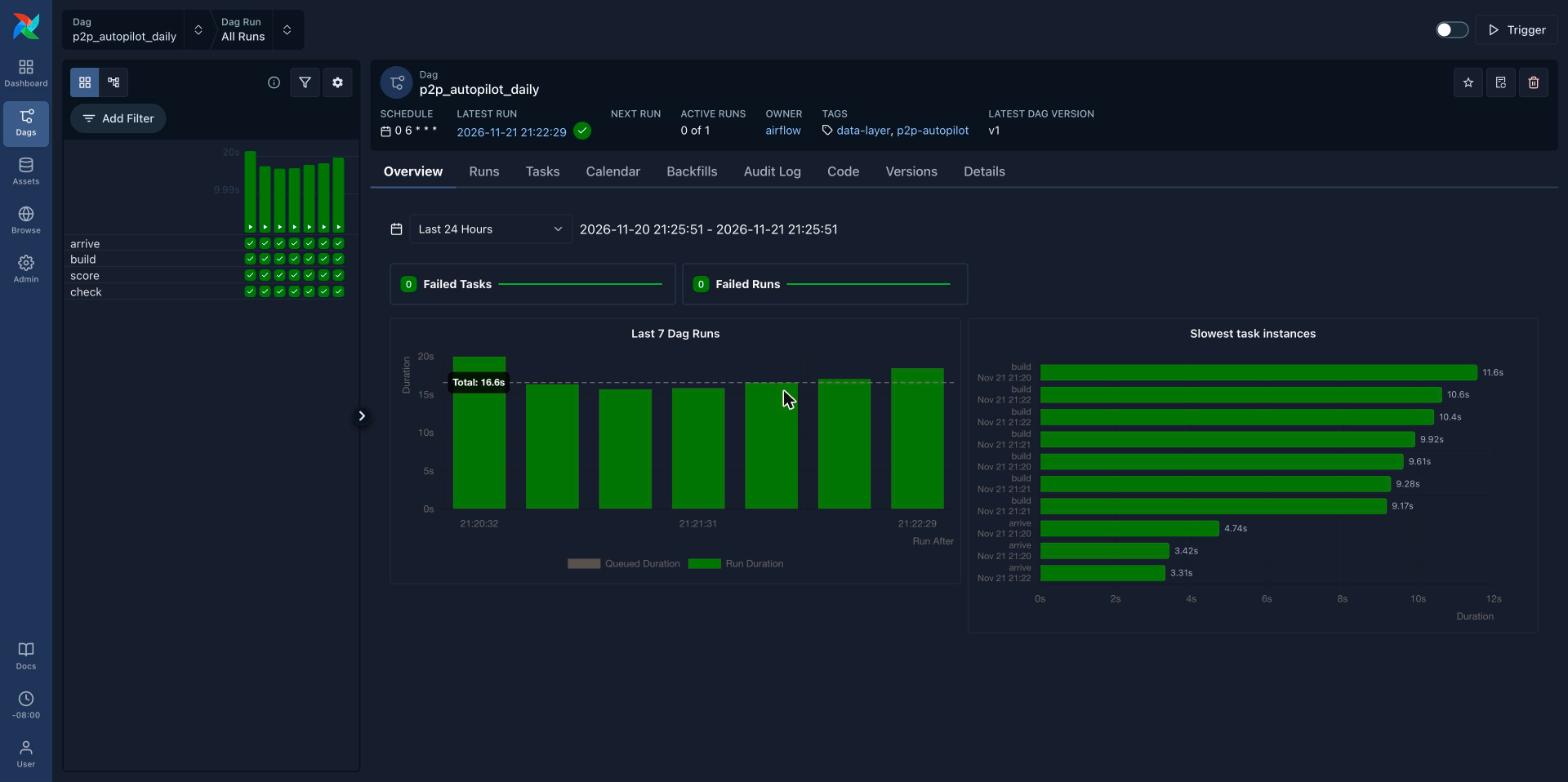 Dag
p2p_autopilot_daily
Dag Run
All Runs
Trigger
Dashboard
Dags
Assets
Browse
Admin
Docs
-08:00
User
Add Filter
20s
9.99s
arrive
build
score
check
Dag
p2p_autopilot_daily
SCHEDULE
0 6 * * *
LATEST RUN
2026-11-21 21:22:29
NEXT RUN
ACTIVE RUNS
0 of 1
OWNER
airflow
TAGS
data-layer, p2p-autopilot
LATEST DAG VERSION
v1
Overview Runs Tasks Calendar Backfills Audit Log Code Versions Details
Last 24 Hours
2026-11-20 21:25:51 - 2026-11-21 21:25:51
0 Failed Tasks
0 Failed Runs
Last 7 Dag Runs
Duration
20s
15s
10s
5s
0s
Total: 16.6s
21:20:32 21:21:31 21:22:29
Run After
Queued Duration Run Duration
Slowest task instances
build
Nov 21 21:20
11.6s
build
Nov 21 21:22
10.6s
build
Nov 21 21:22
10.4s
build
Nov 21 21:21
9.92s
build
Nov 21 21:20
9.61s
build
Nov 21 21:21
9.28s
build
Nov 21 21:21
9.17s
arrive
Nov 21 21:20
4.74s
arrive
Nov 21 21:20
3.42s
arrive
Nov 21 21:22
3.31s
0s 2s 4s 6s 8s 10s 12s
Duration